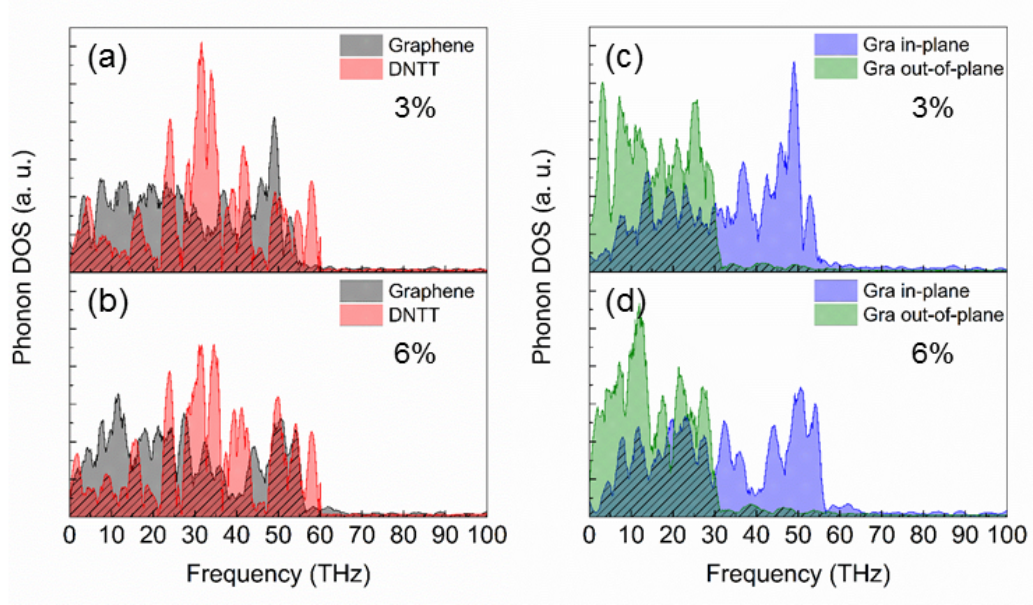 (a)
Graphene
DNTT
3%
(c)
Gra in-plane
Gra out-of-plane
3%
Phonon DOS (a. u.)
Phonon DOS (a. u.)
(b)
Graphene
DNTT
6%
(d)
Gra in-plane
Gra out-of-plane
6%
0 10 20 30 40 50 60 70 80 90 100
0 10 20 30 40 50 60 70 80 90 100
Frequency (THz)
Frequency (THz)